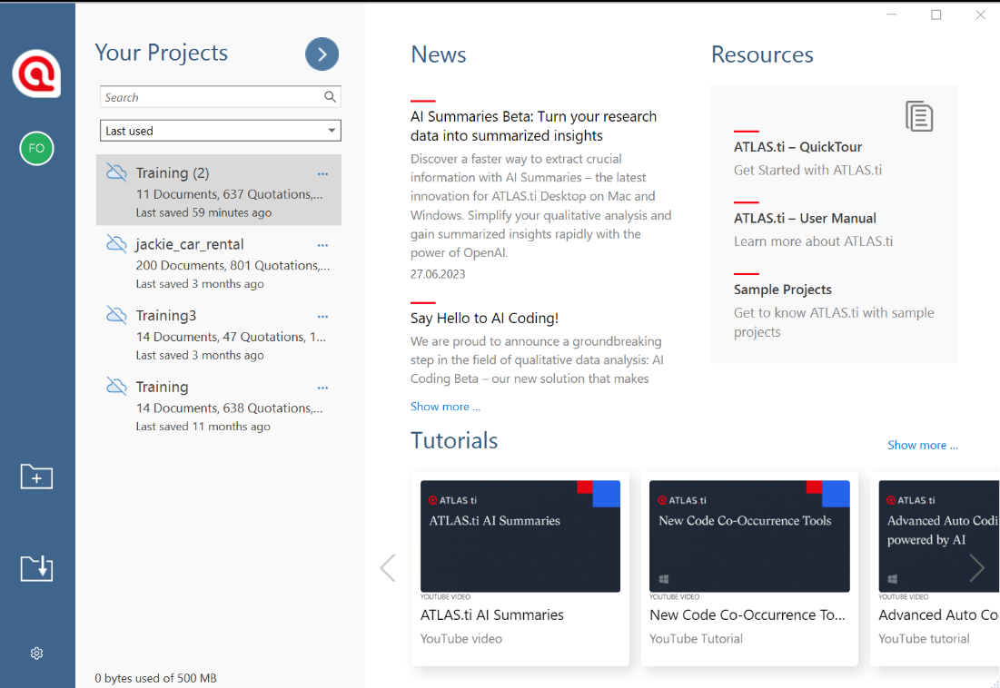 Your Projects
Search
Last used
FO
Training (2)
11 Documents, 637 Quotations,...
Last saved 59 minutes ago
jackie_car_rental
200 Documents, 801 Quotations,...
Last saved 3 months ago
Training3
14 Documents, 47 Quotations, 1...
Last saved 3 months ago
Training
14 Documents, 638 Quotations,...
Last saved 11 months ago
0 bytes used of 500 MB
News
AI Summaries Beta: Turn your research
data into summarized insights
Discover a faster way to extract crucial
information with AI Summaries – the latest
innovation for ATLAS.ti Desktop on Mac and
Windows. Simplify your qualitative analysis and
gain summarized insights rapidly with the
power of OpenAI.
27.06.2023
Say Hello to AI Coding!
We are proud to announce a groundbreaking
step in the field of qualitative data analysis: AI
Coding Beta – our new solution that makes
Show more ...
Resources
ATLAS.ti – QuickTour
Get Started with ATLAS.ti
ATLAS.ti – User Manual
Learn more about ATLAS.ti
Sample Projects
Get to know ATLAS.ti with sample
projects
Tutorials
Show more ...
ATLAS ti
ATLAS.ti AI Summaries
YOUTUBE VIDEO
ATLAS.ti AI Summaries
YouTube video
ATLAS ti
New Code Co-Occurrence Tools
YOUTUBE VIDEO
New Code Co-Occurrence To...
YouTube Tutorial
ATLAS ti
Advanced Auto Codi
powered by AI
YOUTUBE VIDEO
Advanced Auto Co
YouTube tutorial